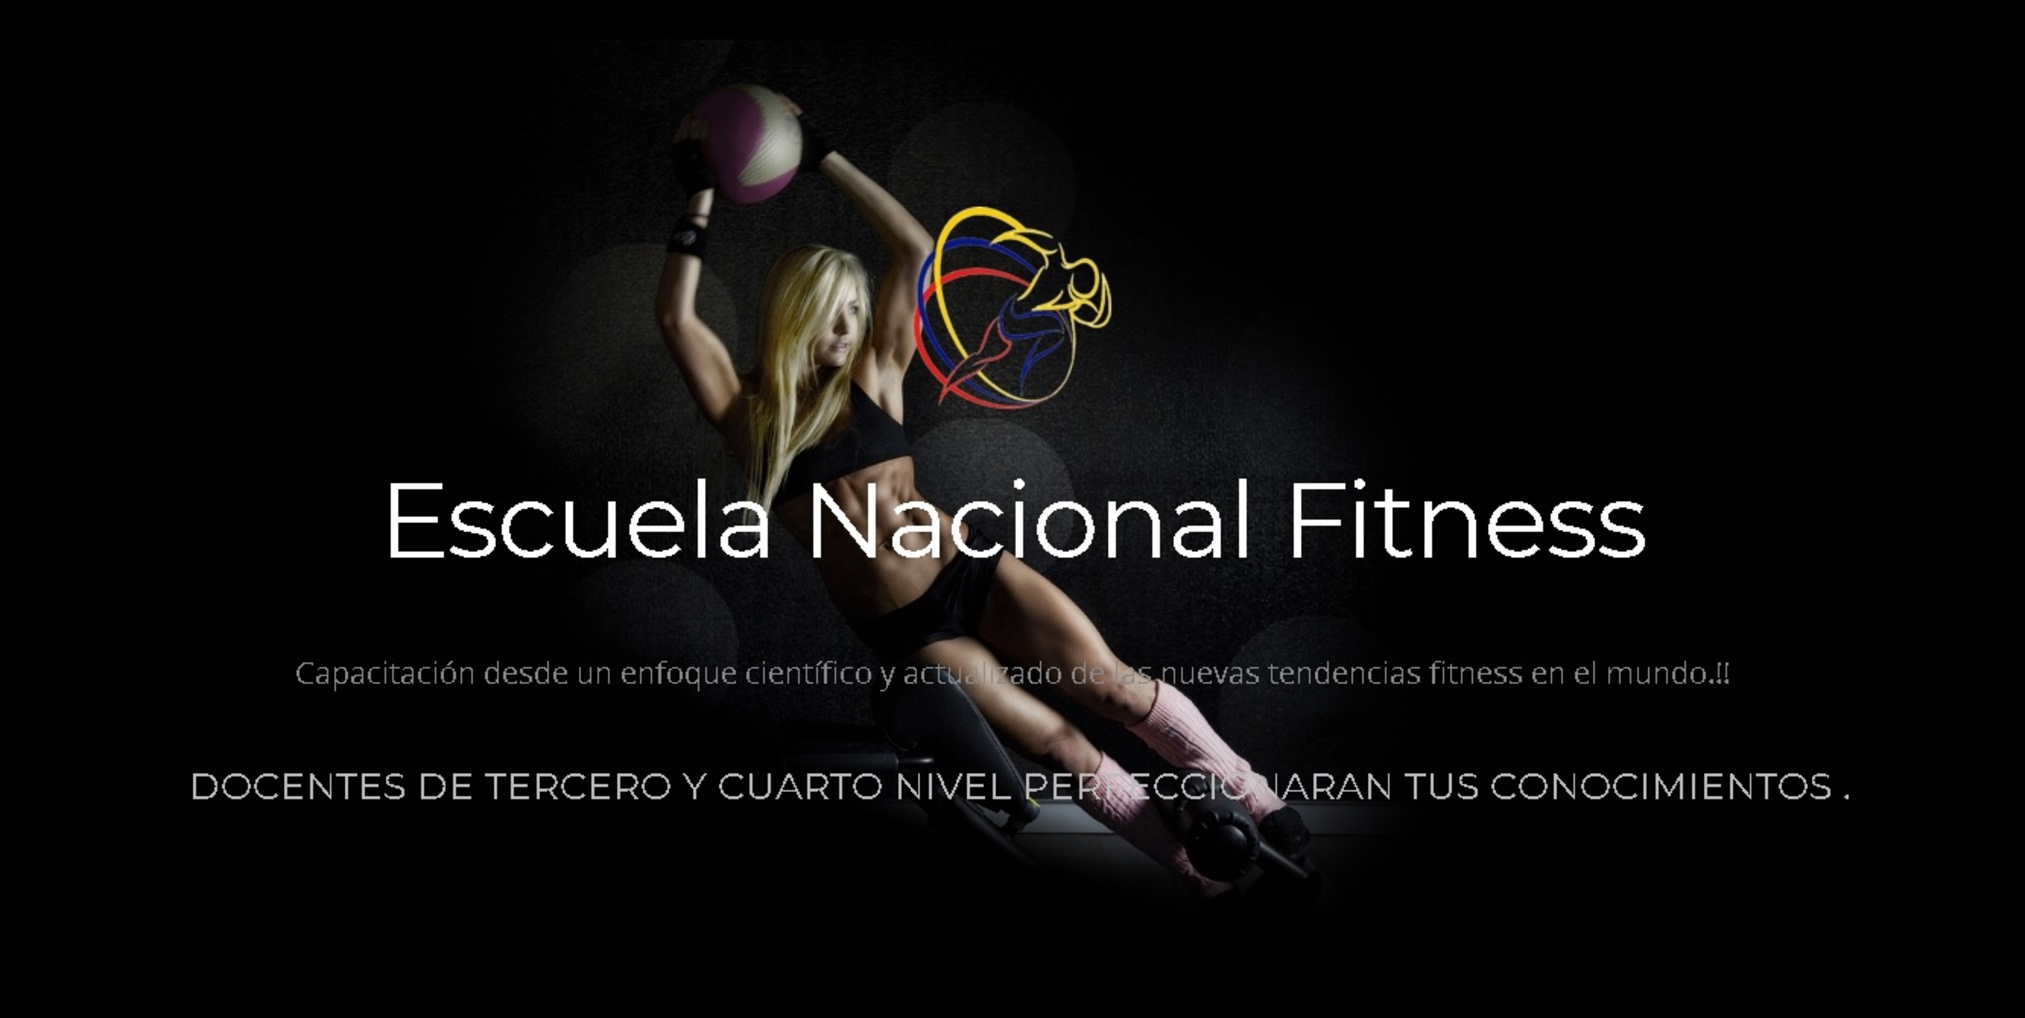 Escuela Nacional Fitness
Capacitación desde un enfoque científico y actualizado de las nuevas tendencias fitness en el mundo.!!
DOCENTES DE TERCERO Y CUARTO NIVEL PERFECCIONARAN TUS CONOCIMIENTOS .